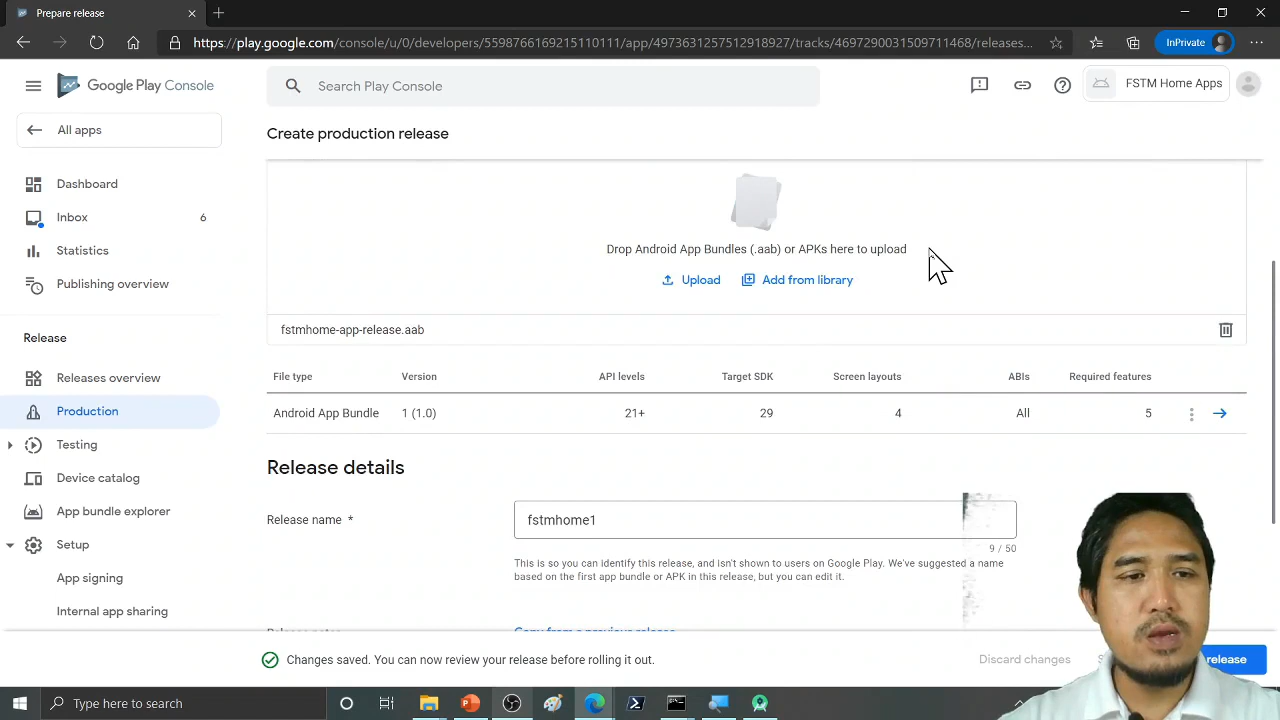 Prepare release
https://play.google.com/console/u/0/developers/5598766169215110111/app/4973631257512918927/tracks/4697290031509711468/releases...
InPrivate
Google Play Console
Search Play Console
FSTM Home Apps
All apps
Create production release
Dashboard
Inbox 6
Statistics
Publishing overview
Release
Releases overview
Production
Testing
Device catalog
App bundle explorer
Setup
App signing
Internal app sharing
Drop Android App Bundles (.aab) or APKs here to upload
Upload Add from library
fstmhome-app-release.aab
File type Version API levels Target SDK Screen layouts ABIs Required features
Android App Bundle 1 (1.0) 21+ 29 4 All 5
Release details
Release name * fstmhome1
9 / 50
This is so you can identify this release, and isn't shown to users on Google Play. We've suggested a name
based on the first app bundle or APK in this release, but you can edit it.
Release notes Copy from a previous release
Changes saved. You can now review your release before rolling it out.
Discard changes
release
Type here to search